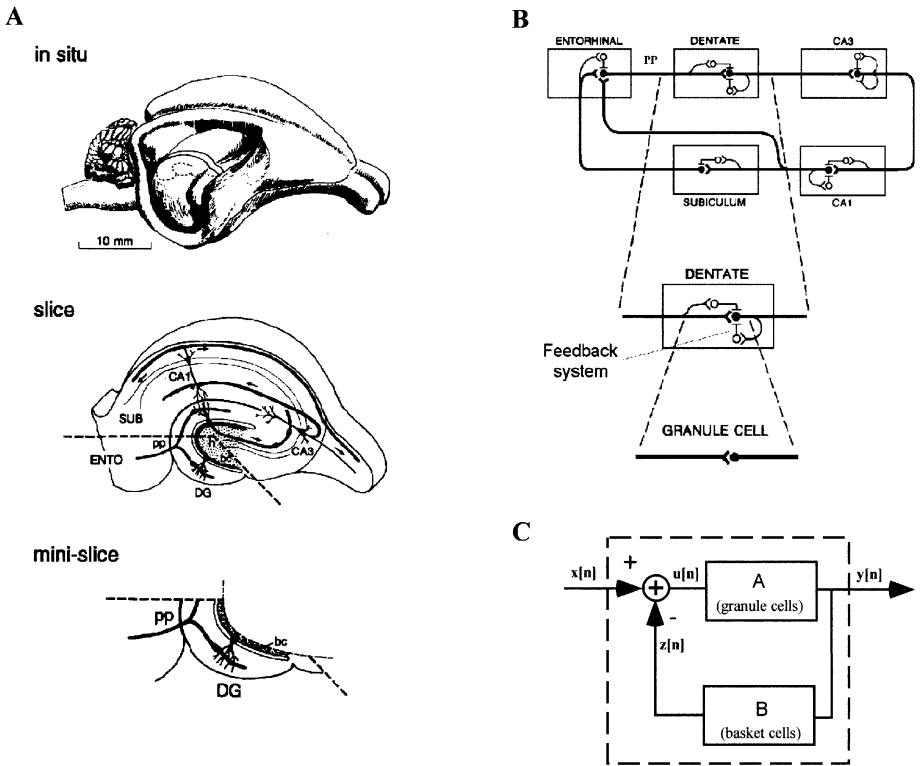 A
in situ
10 mm
slice
CA1
SUB
pp
ENTO
h
bc
CA3
DG
mini-slice
pp
bc
DG
B
ENTORHINAL
DENTATE
CA3
PP
SUBICULUM
CA1
DENTATE
Feedback
system
GRANULE CELL
C
x[n]
+
u[n]
A
(granule cells)
y[n]
-
z[n]
B
(basket cells)